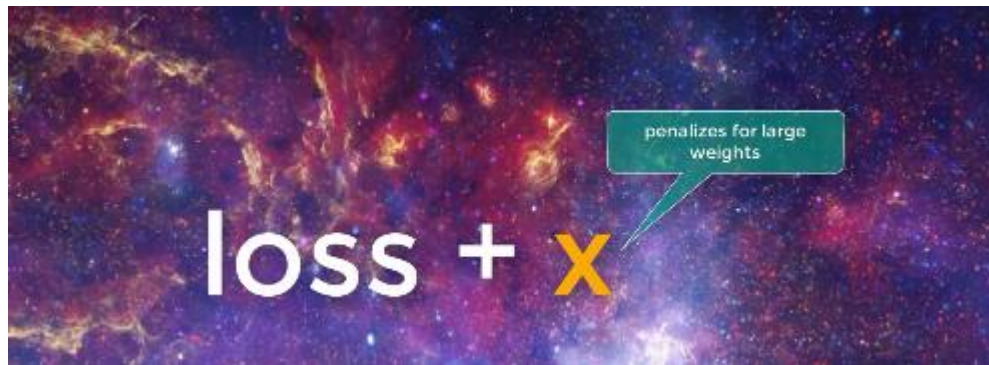 penalizes for large
weights
loss + x